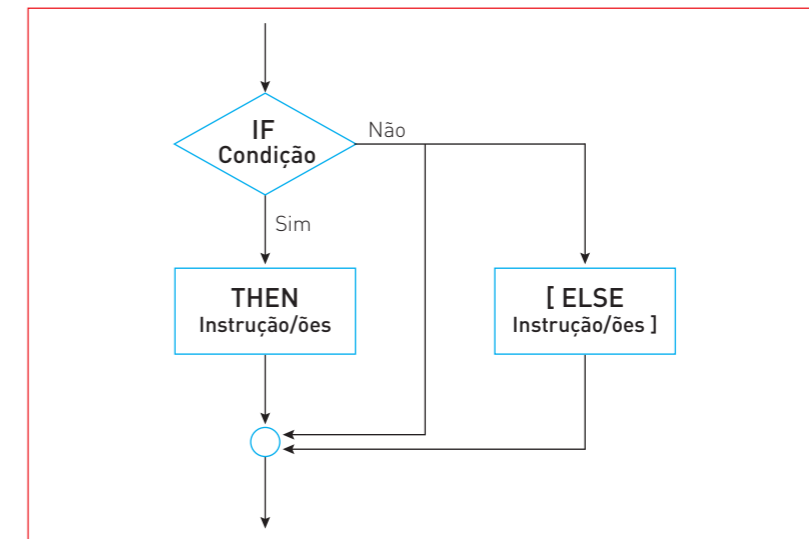 IF
Condição
Não
Sim
THEN
Instrução/ões
[ ELSE
Instrução/ões ]